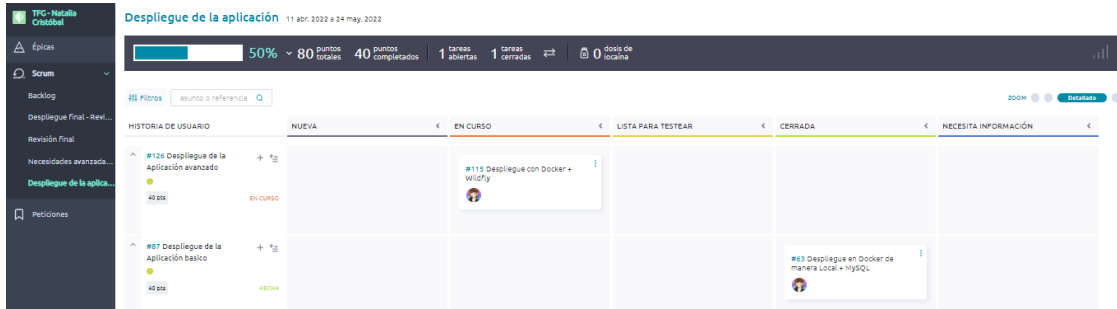 TFG - Natalia
Cristóbal
Épicas
Scrum
Backlog
Despliegue final - Revi...
Revisión final
Necesidades avanzada...
Despliegue de la aplica...
Peticiones
Despliegue de la aplicación 11 abr. 2022 a 24 may. 2022
50% 80 puntos totales 40 puntos completados 1 tareas abiertas 1 tareas cerradas 0 dosis de iocaína
Filtros asunto o referencia ZOOM Detallado
HISTORIA DE USUARIO NUEVA EN CURSO LISTA PARA TESTEAR CERRADA NECESITA INFORMACIÓN
#126 Despliegue de la
Aplicación avanzado
40 pts EN CURSO
#115 Despliegue con Docker +
Wildfly
#87 Despliegue de la
Aplicación basico
40 pts HECHA
#63 Despliegue en Docker de
manera Local + MySQL